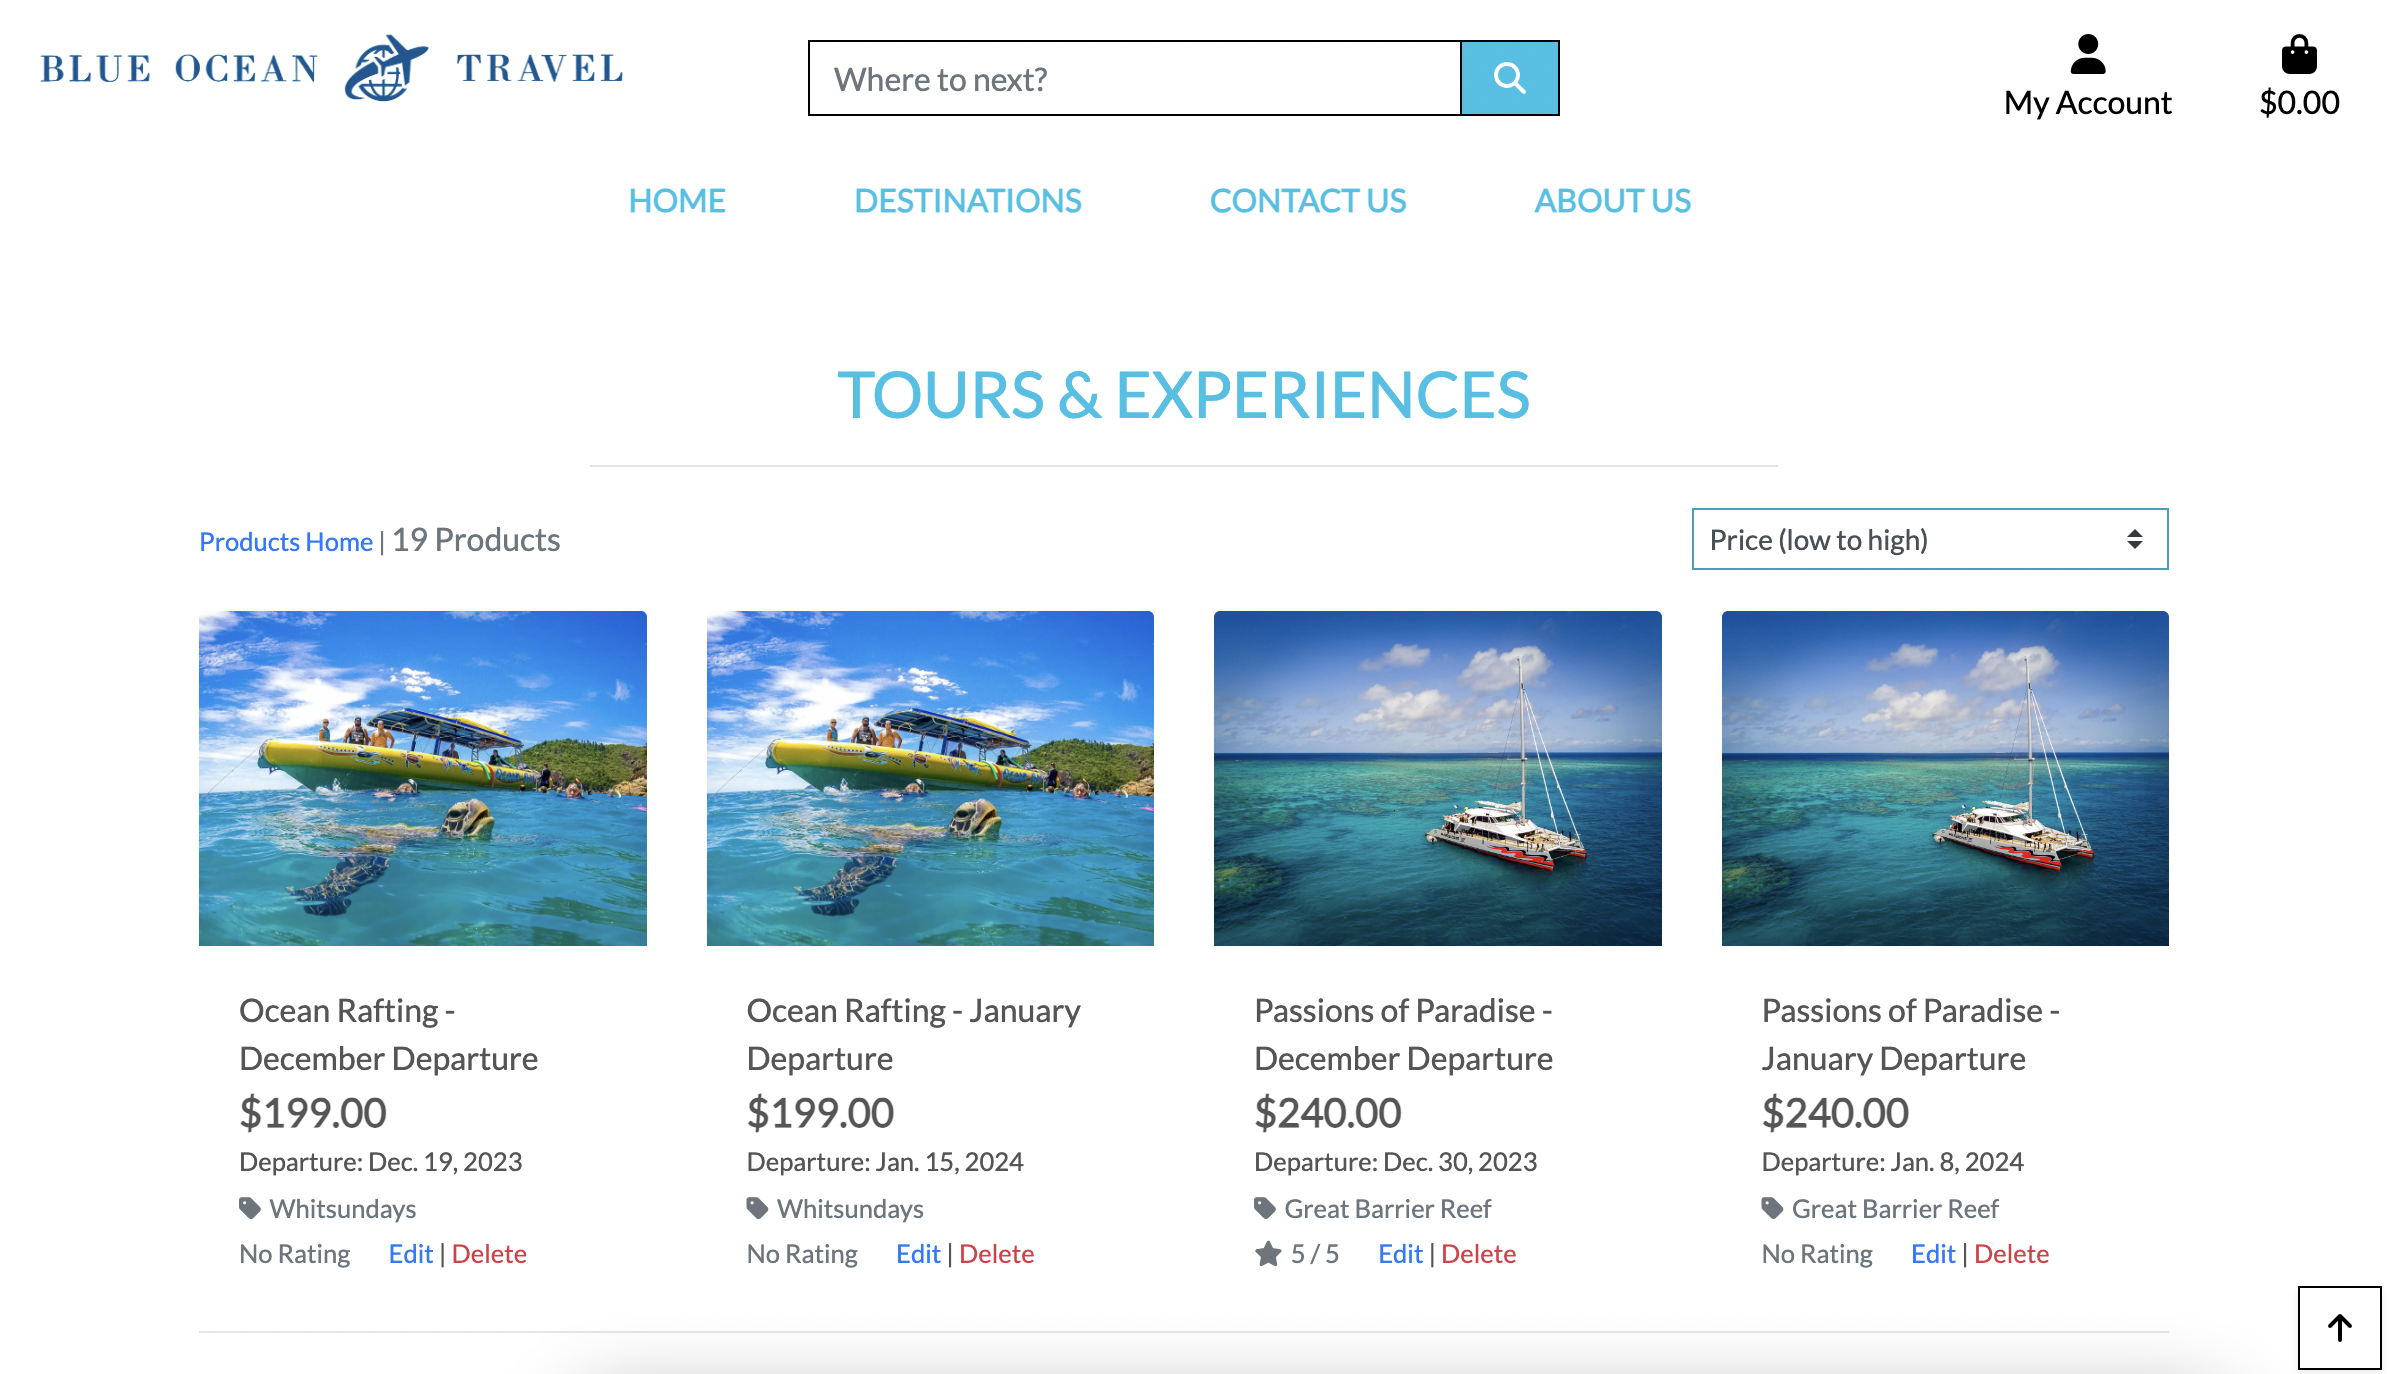 BLUE OCEAN TRAVEL
Where to next?
My Account
$0.00
HOME DESTINATIONS CONTACT US ABOUT US
TOURS & EXPERIENCES
Products Home | 19 Products
Price (low to high)
Ocean Rafting -
December Departure
$199.00
Departure: Dec. 19, 2023
Whitsundays
No Rating Edit | Delete
Ocean Rafting - January
Departure
$199.00
Departure: Jan. 15, 2024
Whitsundays
No Rating Edit | Delete
Passions of Paradise -
December Departure
$240.00
Departure: Dec. 30, 2023
Great Barrier Reef
5 / 5 Edit | Delete
Passions of Paradise -
January Departure
$240.00
Departure: Jan. 8, 2024
Great Barrier Reef
No Rating Edit | Delete